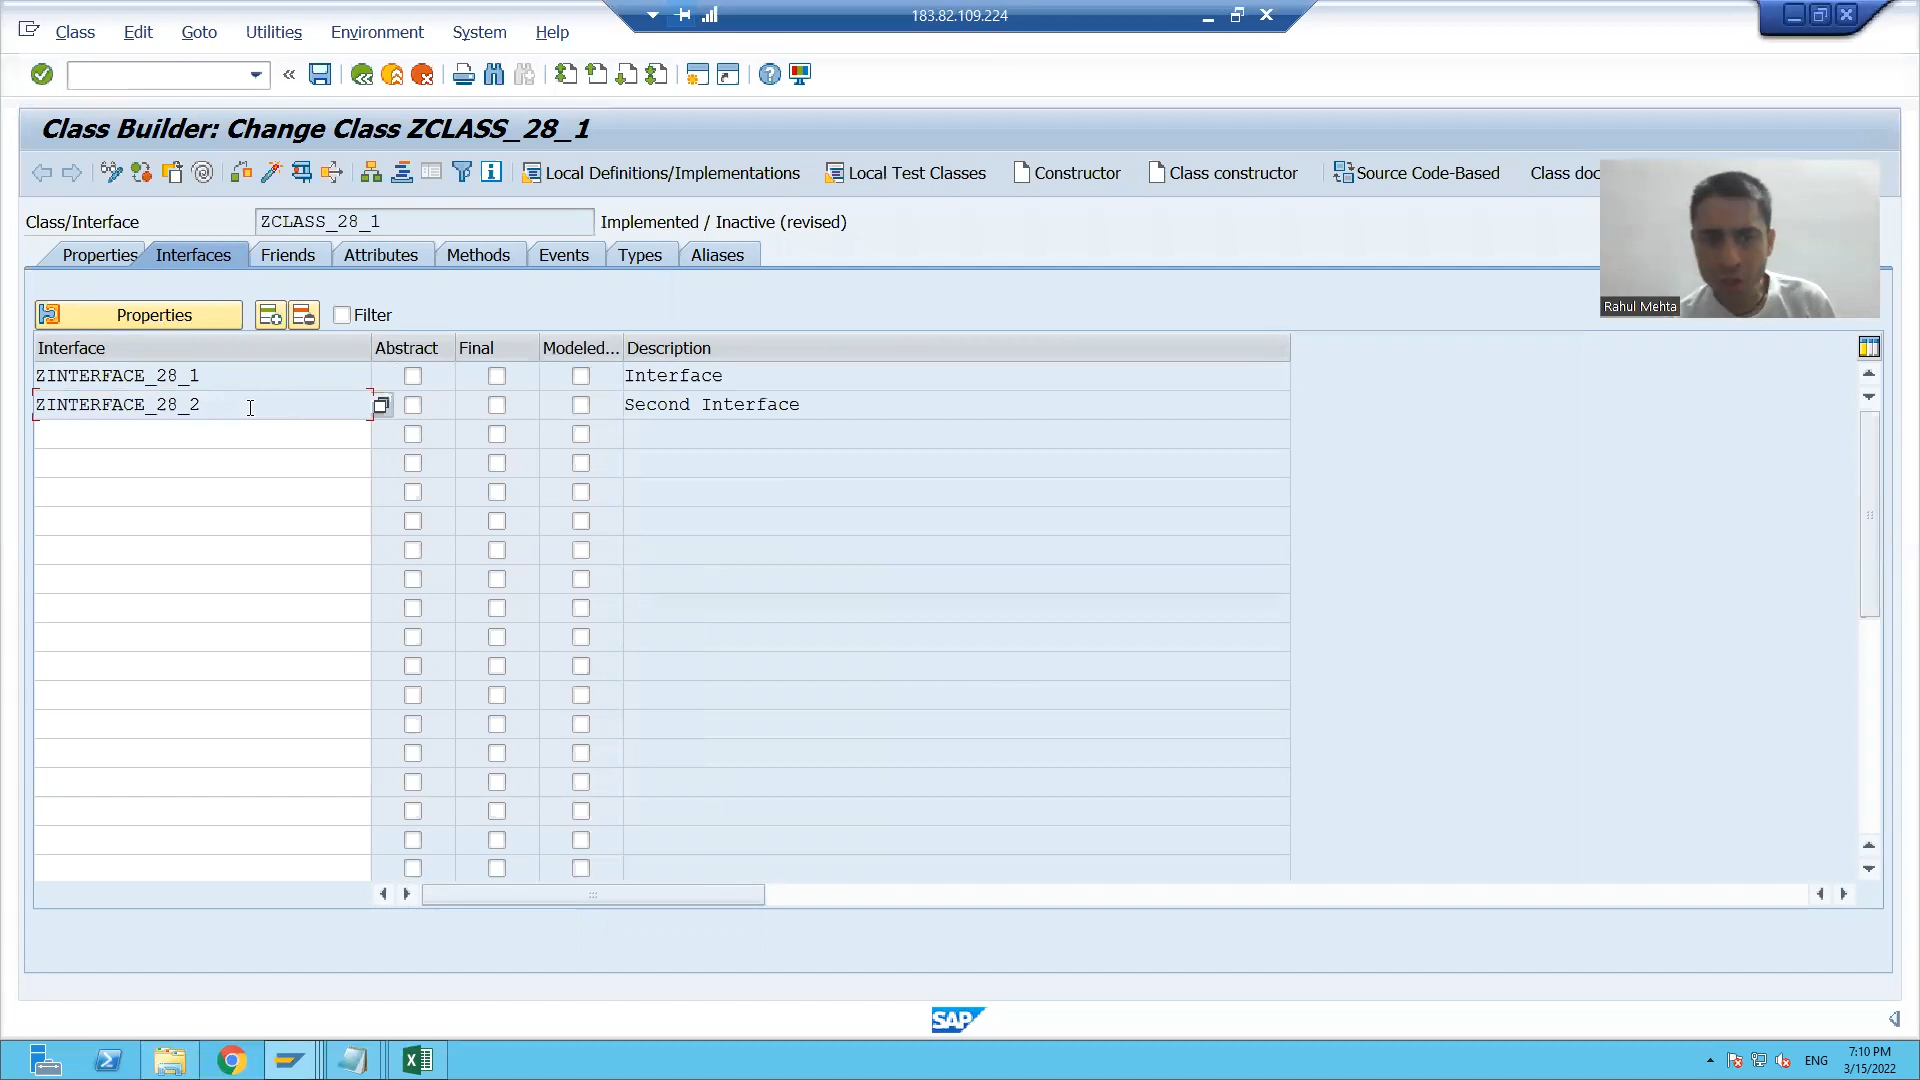 183.82.109.224
Class Edit Goto Utilities Environment System Help
Class Builder: Change Class ZCLASS_28_1
Local Definitions/Implementations Local Test Classes Constructor Class constructor Source Code-Based Class doc
Class/Interface ZCLASS_28_1 Implemented / Inactive (revised)
Properties Interfaces Friends Attributes Methods Events Types Aliases
Rahul Mehta
Properties Filter
Interface Abstract Final Modeled... Description
ZINTERFACE_28_1 Interface
ZINTERFACE_28_2 Second Interface
SAP
ENG
7:10 PM
3/15/2022